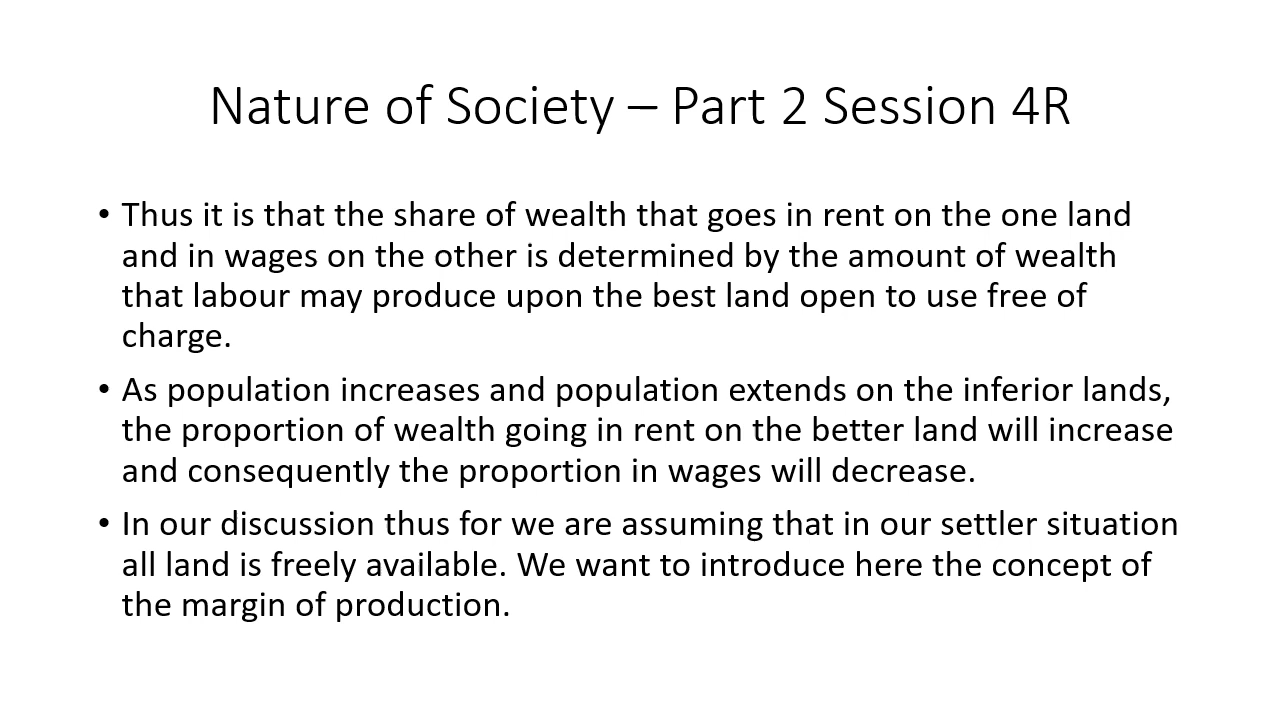 Nature of Society – Part 2 Session 4R
• Thus it is that the share of wealth that goes in rent on the one land
and in wages on the other is determined by the amount of wealth
that labour may produce upon the best land open to use free of
charge.
• As population increases and population extends on the inferior lands,
the proportion of wealth going in rent on the better land will increase
and consequently the proportion in wages will decrease.
• In our discussion thus for we are assuming that in our settler situation
all land is freely available. We want to introduce here the concept of
the margin of production.